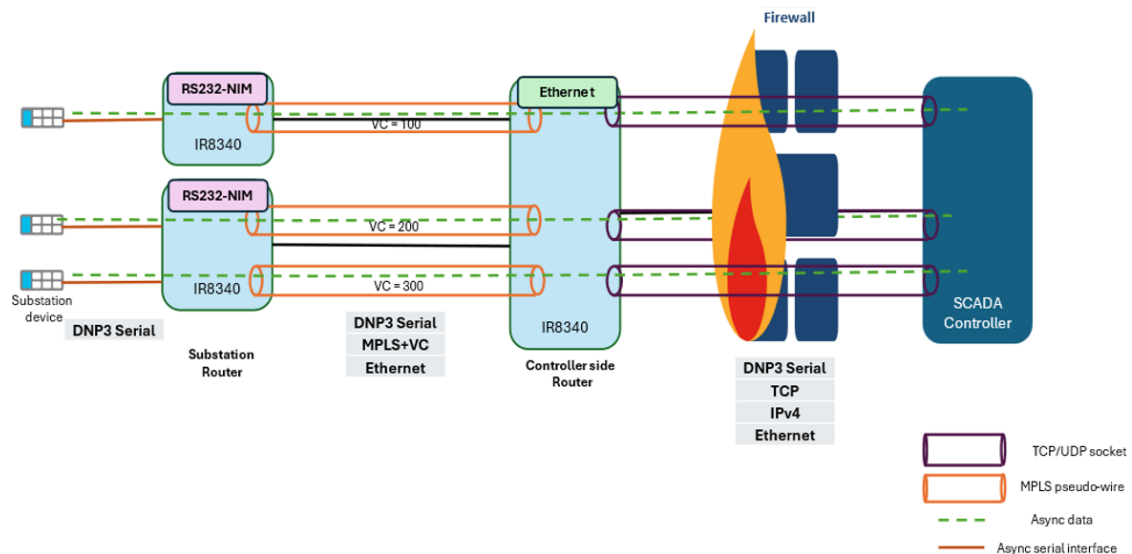 Firewall
RS232-NIM
Ethernet
VC = 100
IR8340
RS232-NIM
VC = 200
IR8340
VC = 300
Substation
device
DNP3 Serial
Substation
Router
DNP3 Serial
MPLS+VC
Ethernet
IR8340
Controller side
Router
SCADA
Controller
DNP3 Serial
TCP
IPv4
Ethernet
TCP/UDP socket
MPLS pseudo-wire
Async data
Async serial interface